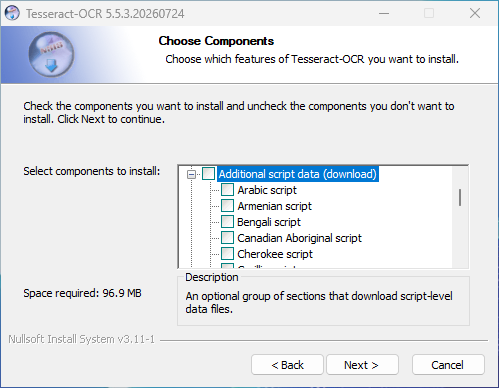 Tesseract-OCR 5.5.3.20260724
Choose Components
Choose which features of Tesseract-OCR you want to install.
Check the components you want to install and uncheck the components you don't want to
install. Click Next to continue.
Select components to install:
Additional script data (download)
Arabic script
Armenian script
Bengali script
Canadian Aboriginal script
Cherokee script
Space required: 96.9 MB
Description
An optional group of sections that download script-level
data files.
Nullsoft Install System v3.11-1
< Back
Next >
Cancel